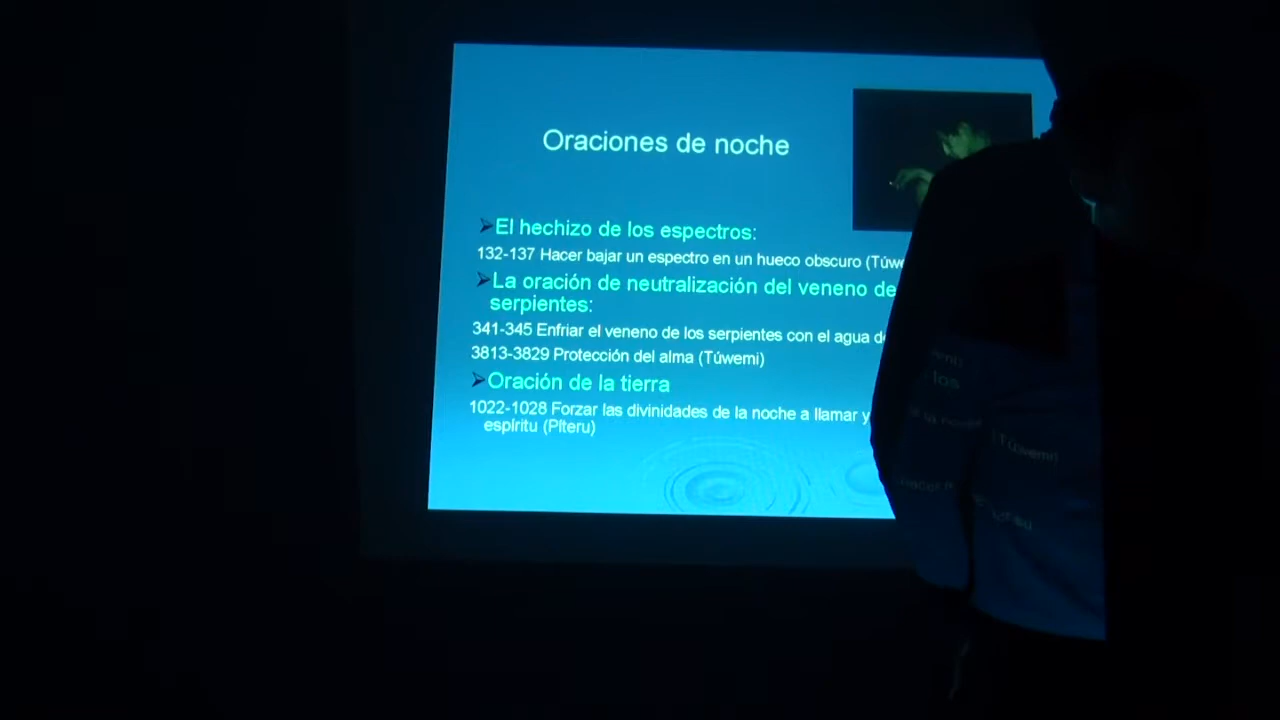 Oraciones de noche
El hechizo de los espectros:
132-137 Hacer bajar un espectro en un hueco obscuro (Túwe
La oración de neutralización del veneno de
serpientes:
341-345 Enfriar el veneno de los serpientes con el agua de
3813-3829 Protección del alma (Túwemi)
Oración de la tierra
1022-1028 Forzar las divinidades de la noche a llamar y
espíritu (Píteru)
los
(Túwemi)